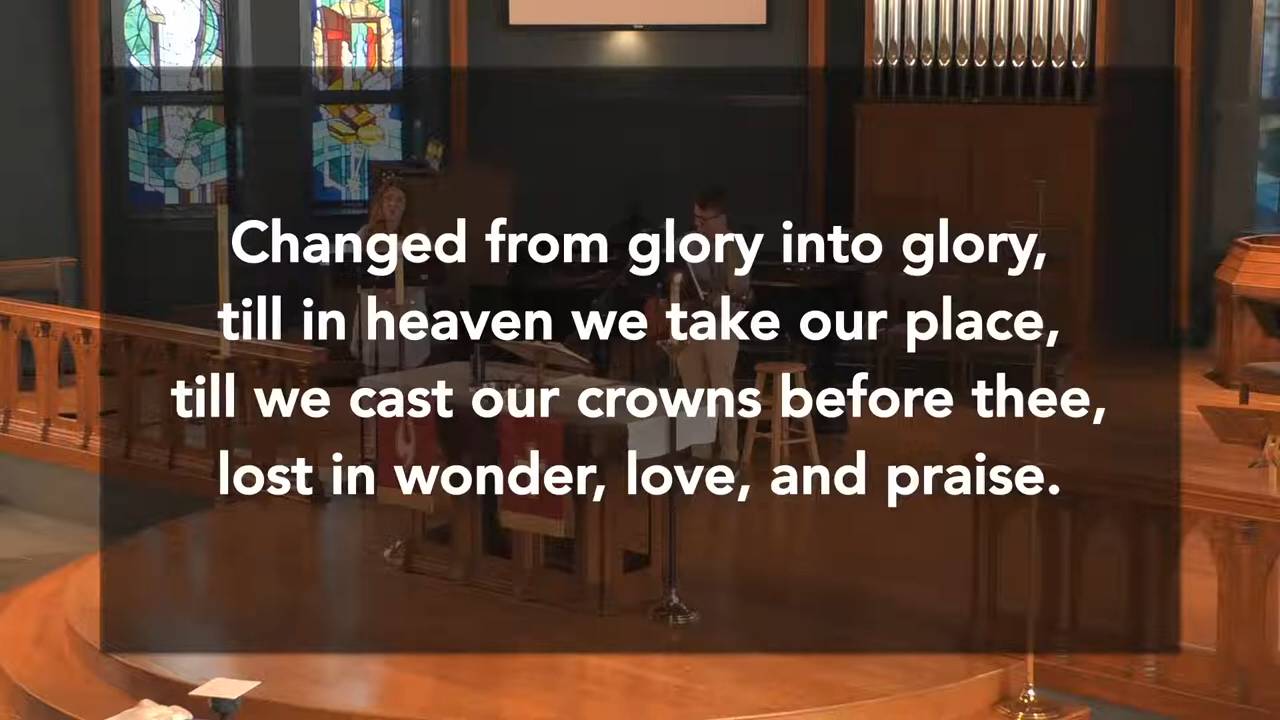 Changed from glory into glory,
till in heaven we take our place,
till we cast our crowns before thee,
lost in wonder, love, and praise.